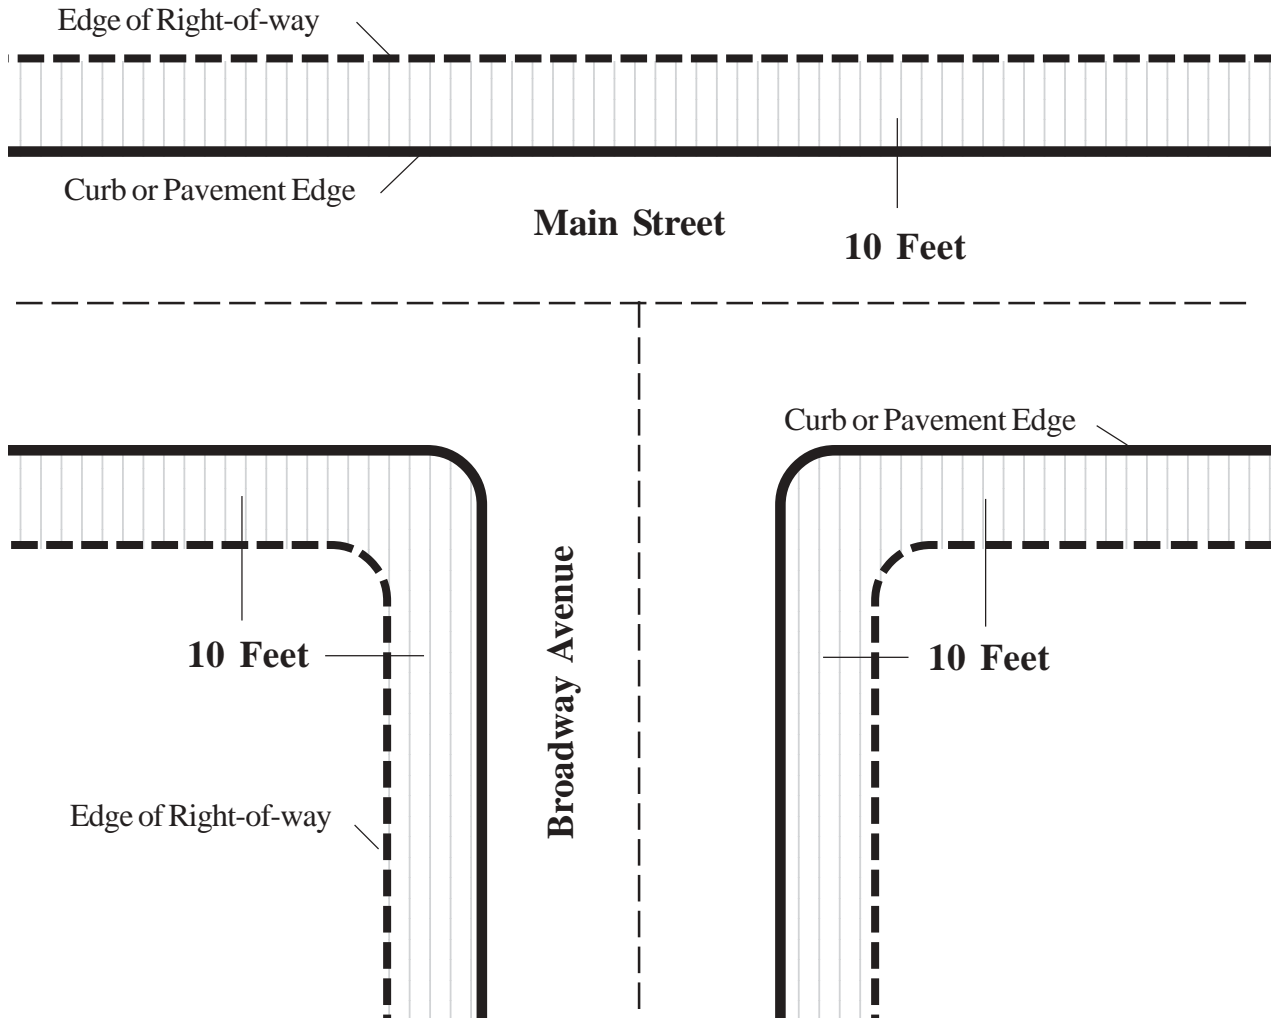 Edge of Right-of-way
Curb or Pavement Edge
Main Street
10 Feet
Curb or Pavement Edge
Broadway Avenue
10 Feet
10 Feet
Edge of Right-of-way